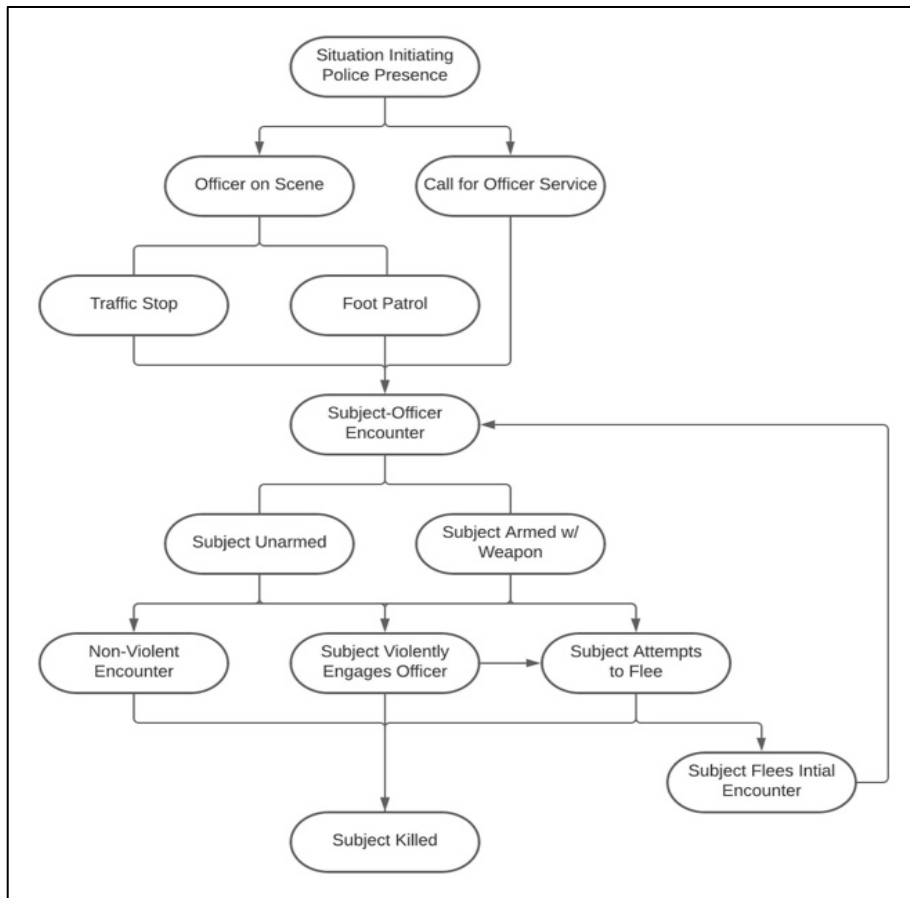 Situation Initiating
Police Presence
Officer on Scene
Call for Officer Service
Traffic Stop
Foot Patrol
Subject-Officer
Encounter
Subject Unarmed
Subject Armed w/
Weapon
Non-Violent
Encounter
Subject Violently
Engages Officer
Subject Attempts
to Flee
Subject Flees Intial
Encounter
Subject Killed